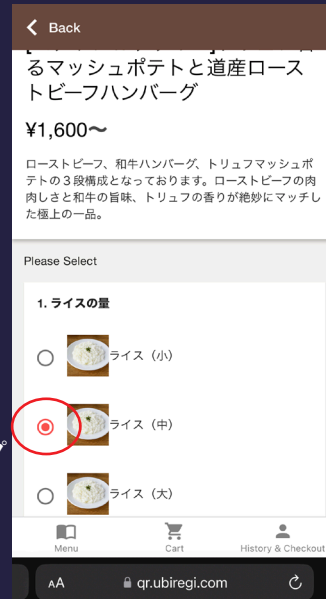 Back
るマッシュポテトと道産ロース
トビーフハンバーグ
¥1,600〜
ローストビーフ、和牛ハンバーグ、トリュフマッシュポ
テトの３段構成となっております。ローストビーフの肉
肉しさと和牛の旨味、トリュフの香りが絶妙にマッチし
た極上の一品。
Please Select
1. ライスの量
ライス（小）
ライス（中）
ライス（大）
Menu Cart History & Checkout
AA qr.ubiregi.com